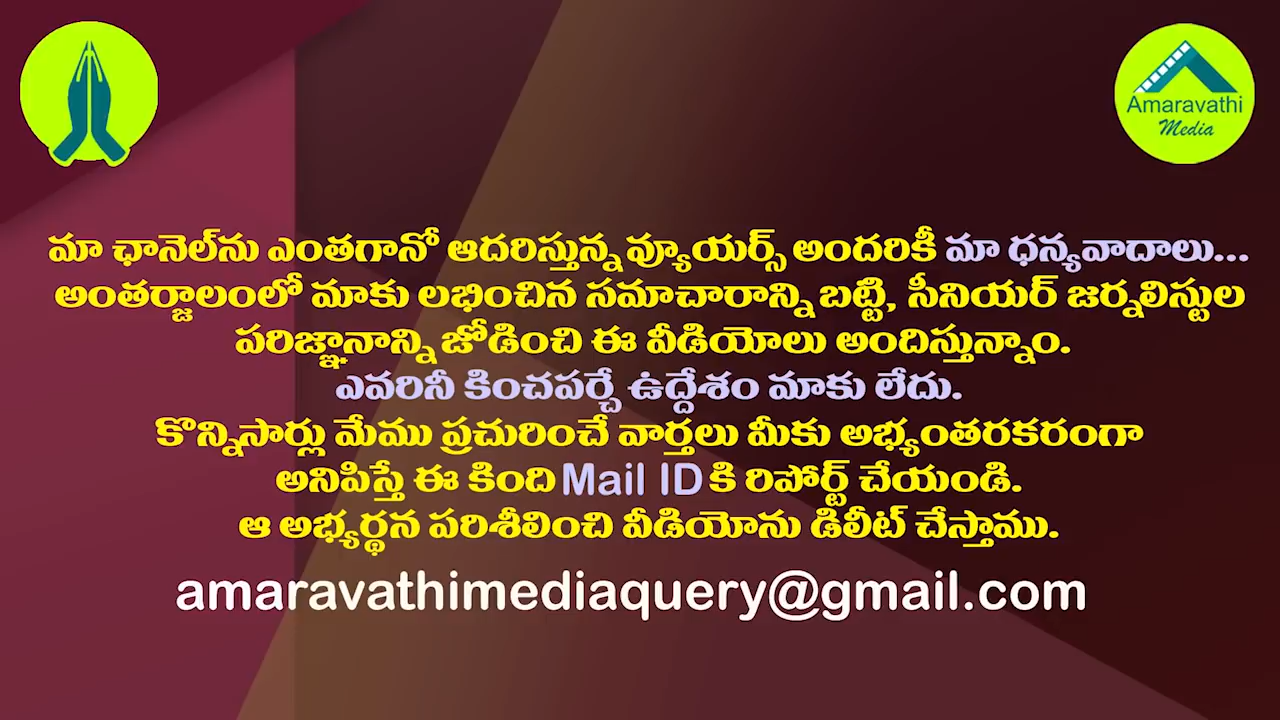 Amaravathi
Media
మా ఛానెల్‌ను ఎంతగానో ఆదరిస్తున్న వ్యూయర్స్ అందరికీ మా ధన్యవాదాలు...
అంతర్జాలంలో మాకు లభించిన సమాచారాన్ని బట్టి, సీనియర్ జర్నలిస్టుల
పరిజ్ఞానాన్ని జోడించి ఈ వీడియోలు అందిస్తున్నాం.
ఎవరినీ కించపర్చే ఉద్దేశం మాకు లేదు.
కొన్నిసార్లు మేము ప్రచురించే వార్తలు మీకు అభ్యంతరకరంగా
అనిపిస్తే ఈ కింది Mail ID కి రిపోర్ట్ చేయండి.
ఆ అభ్యర్థన పరిశీలించి వీడియోను డిలీట్ చేస్తాము.
amaravathimediaquery@gmail.com